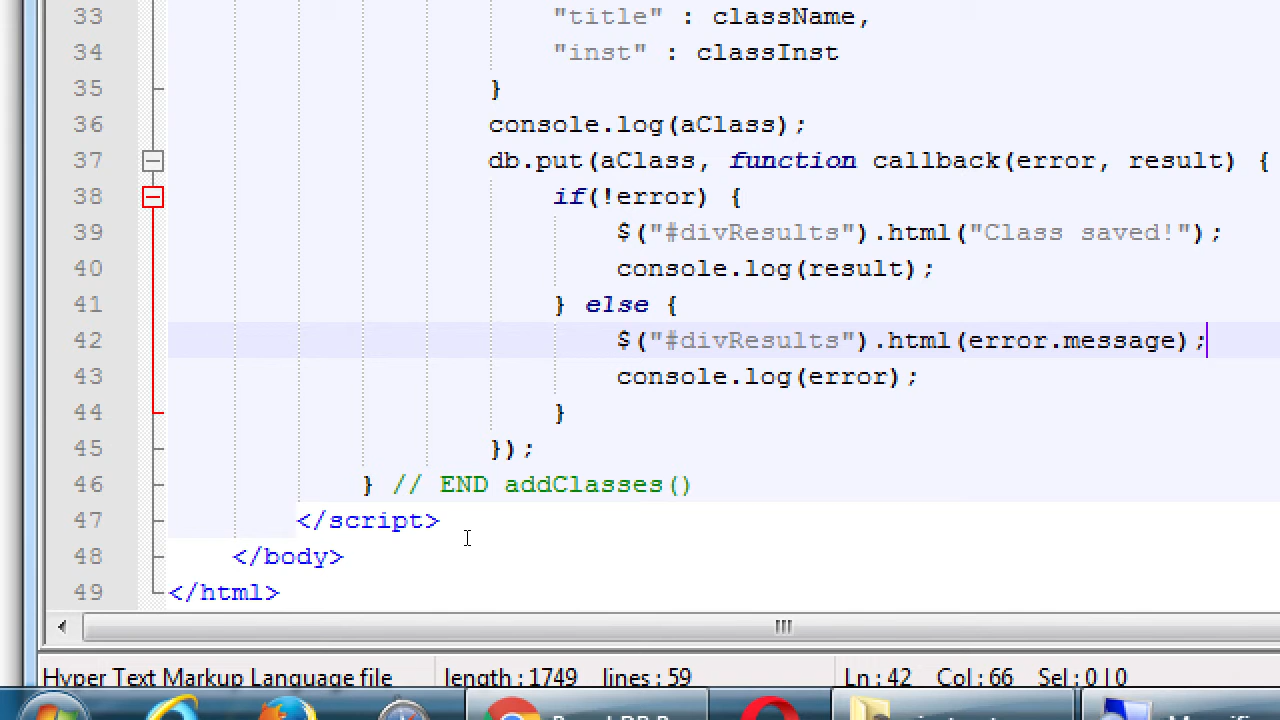 33 "title" : className,
34 "inst" : classInst
35 }
36 console.log(aClass);
37 db.put(aClass, function callback(error, result) {
38 if(!error) {
39 $("#divResults").html("Class saved!");
40 console.log(result);
41 } else {
42 $("#divResults").html(error.message);
43 console.log(error);
44 }
45 });
46 } // END addClasses()
47 </script>
48 </body>
49 </html>
Hyper Text Markup Language file length : 1749 lines : 59 Ln : 42 Col : 66 Sel : 0 | 0